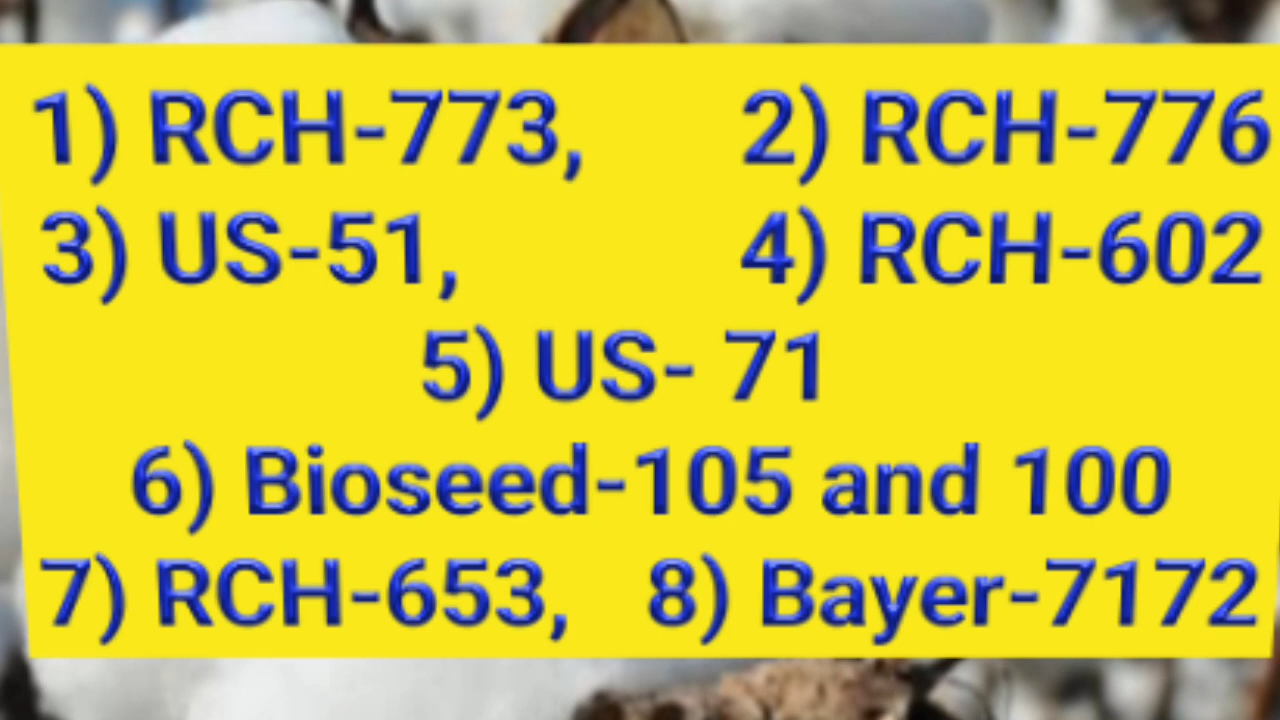 1) RCH-773, 2) RCH-776
3) US-51, 4) RCH-602
5) US- 71
6) Bioseed-105 and 100
7) RCH-653, 8) Bayer-7172